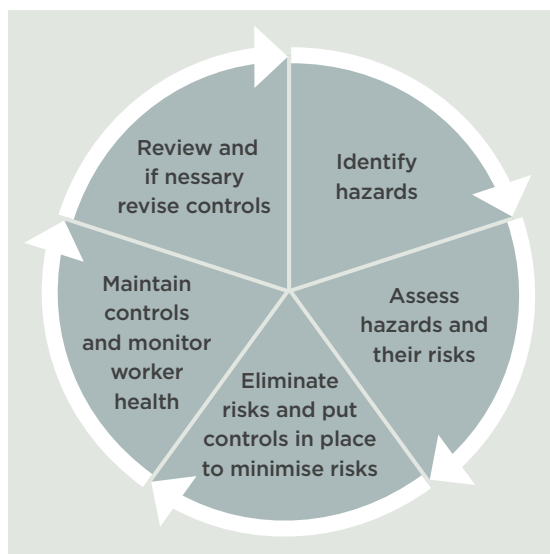 Identify
hazards
Assess
hazards and
their risks
Eliminate
risks and put
controls in place
to minimise risks
Maintain
controls
and monitor
worker
health
Review and
if nessary
revise controls